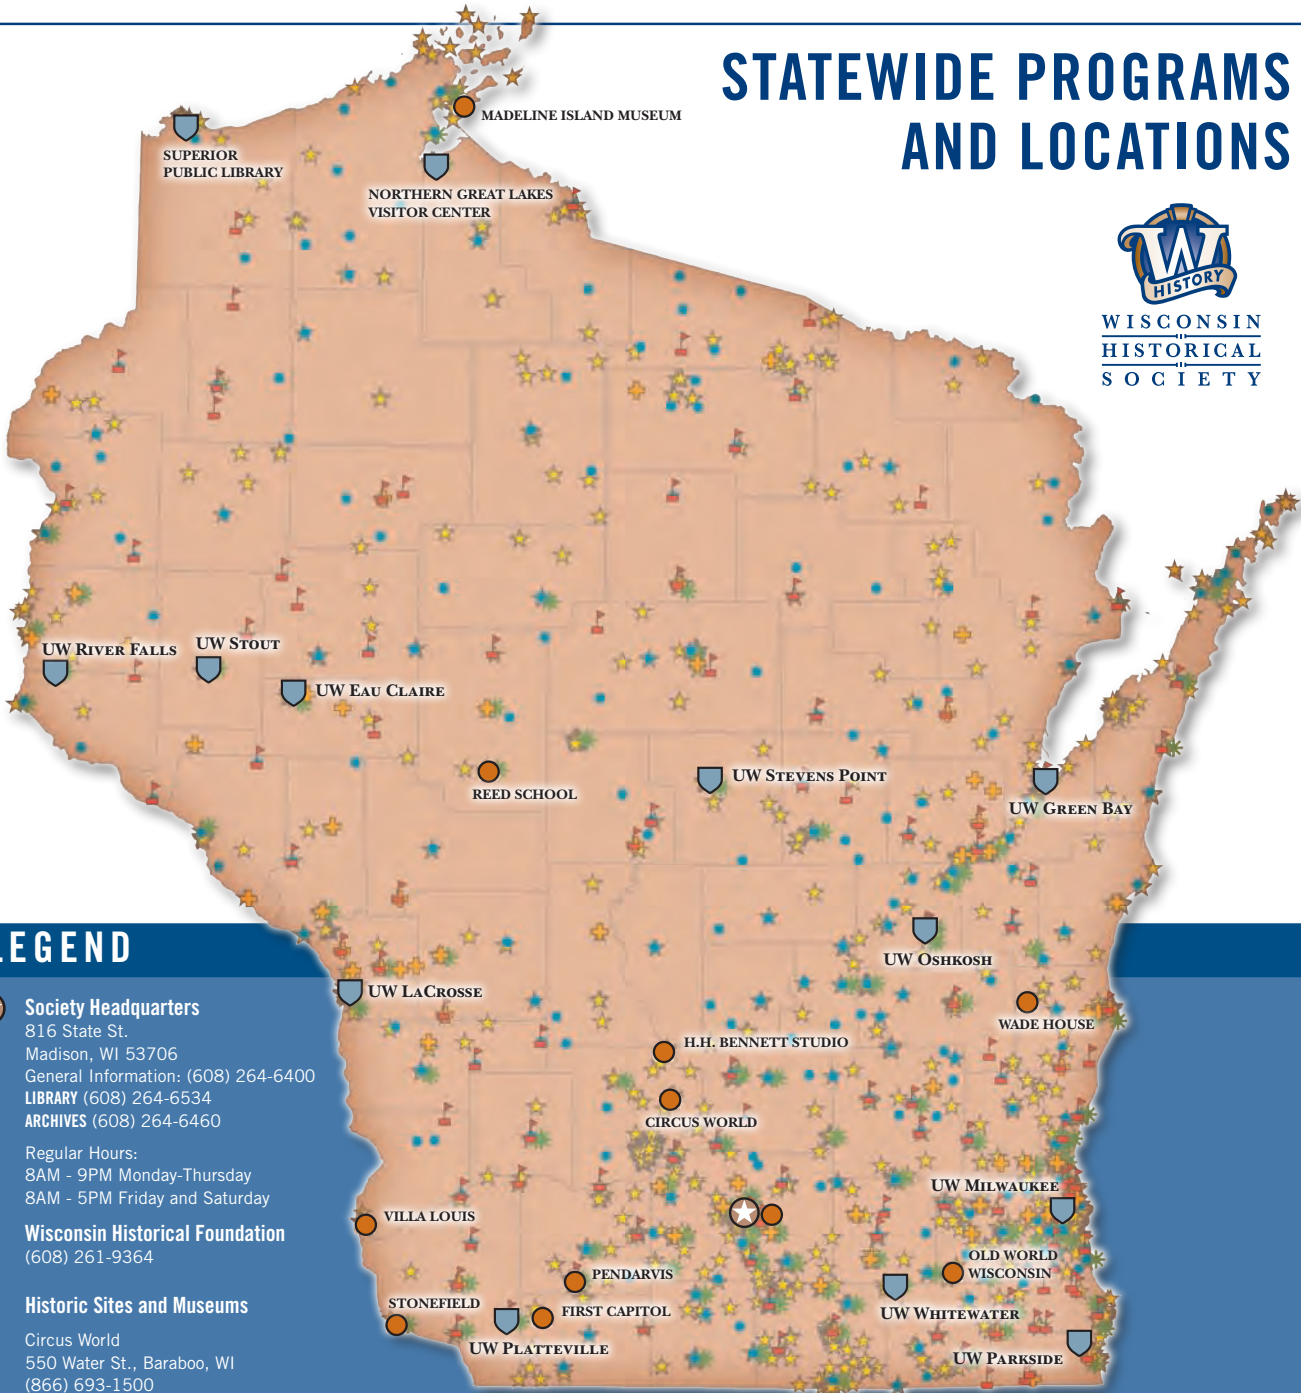 STATEWIDE PROGRAMS
AND LOCATIONS
W
HISTORY
WISCONSIN
HISTORICAL
SOCIETY
MADELINE ISLAND MUSEUM
SUPERIOR
PUBLIC LIBRARY
NORTHERN GREAT LAKES
VISITOR CENTER
UW RIVER FALLS
UW STOUT
UW EAU CLAIRE
REED SCHOOL
UW STEVENS POINT
UW GREEN BAY
UW OSHKOSH
UW LACROSSE
WADE HOUSE
H.H. BENNETT STUDIO
CIRCUS WORLD
UW MILWAUKEE
VILLA LOUIS
OLD WORLD
WISCONSIN
PENDARVIS
STONEFIELD
FIRST CAPITOL
UW WHITEWATER
UW PLATTEVILLE
UW PARKSIDE
LEGEND
Society Headquarters
816 State St.
Madison, WI 53706
General Information: (608) 264-6400
LIBRARY (608) 264-6534
ARCHIVES (608) 264-6460
Regular Hours:
8AM - 9PM Monday-Thursday
8AM - 5PM Friday and Saturday
Wisconsin Historical Foundation
(608) 261-9364
Historic Sites and Museums
Circus World
550 Water St., Baraboo, WI
(866) 693-1500